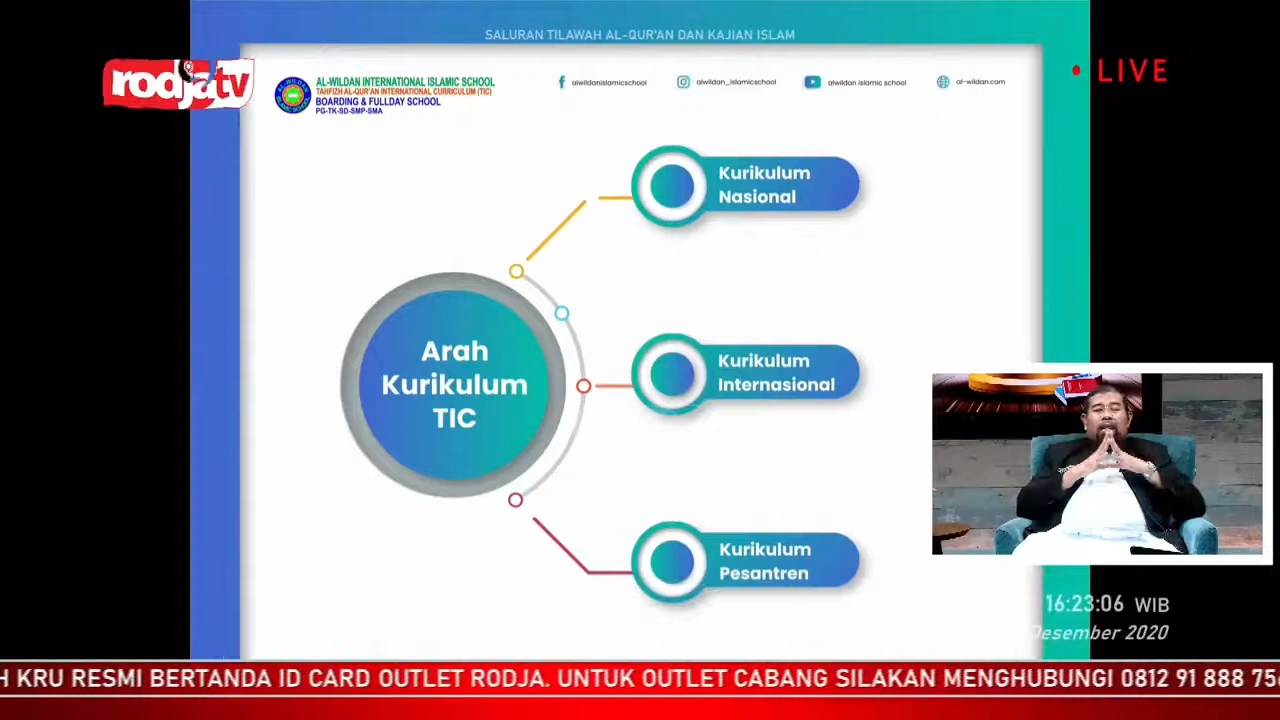 SALURAN TILAWAH AL-QUR'AN DAN KAJIAN ISLAM
rodjatv
LIVE
AL-WILDAN INTERNATIONAL ISLAMIC SCHOOL
TAHFIZH AL-QUR'AN INTERNATIONAL CURRICULUM (TIC)
BOARDING & FULLDAY SCHOOL
PG-TK-SD-SMP-SMA
alwildanislamicschool
alwildan_islamicschool
alwildan islamic school
al-wildan.com
Kurikulum
Nasional
Arah
Kurikulum
TIC
Kurikulum
Internasional
Kurikulum
Pesantren
16:23:06 WIB
Desember 2020
H KRU RESMI BERTANDA ID CARD OUTLET RODJA. UNTUK OUTLET CABANG SILAKAN MENGHUBUNGI 0812 91 888 756